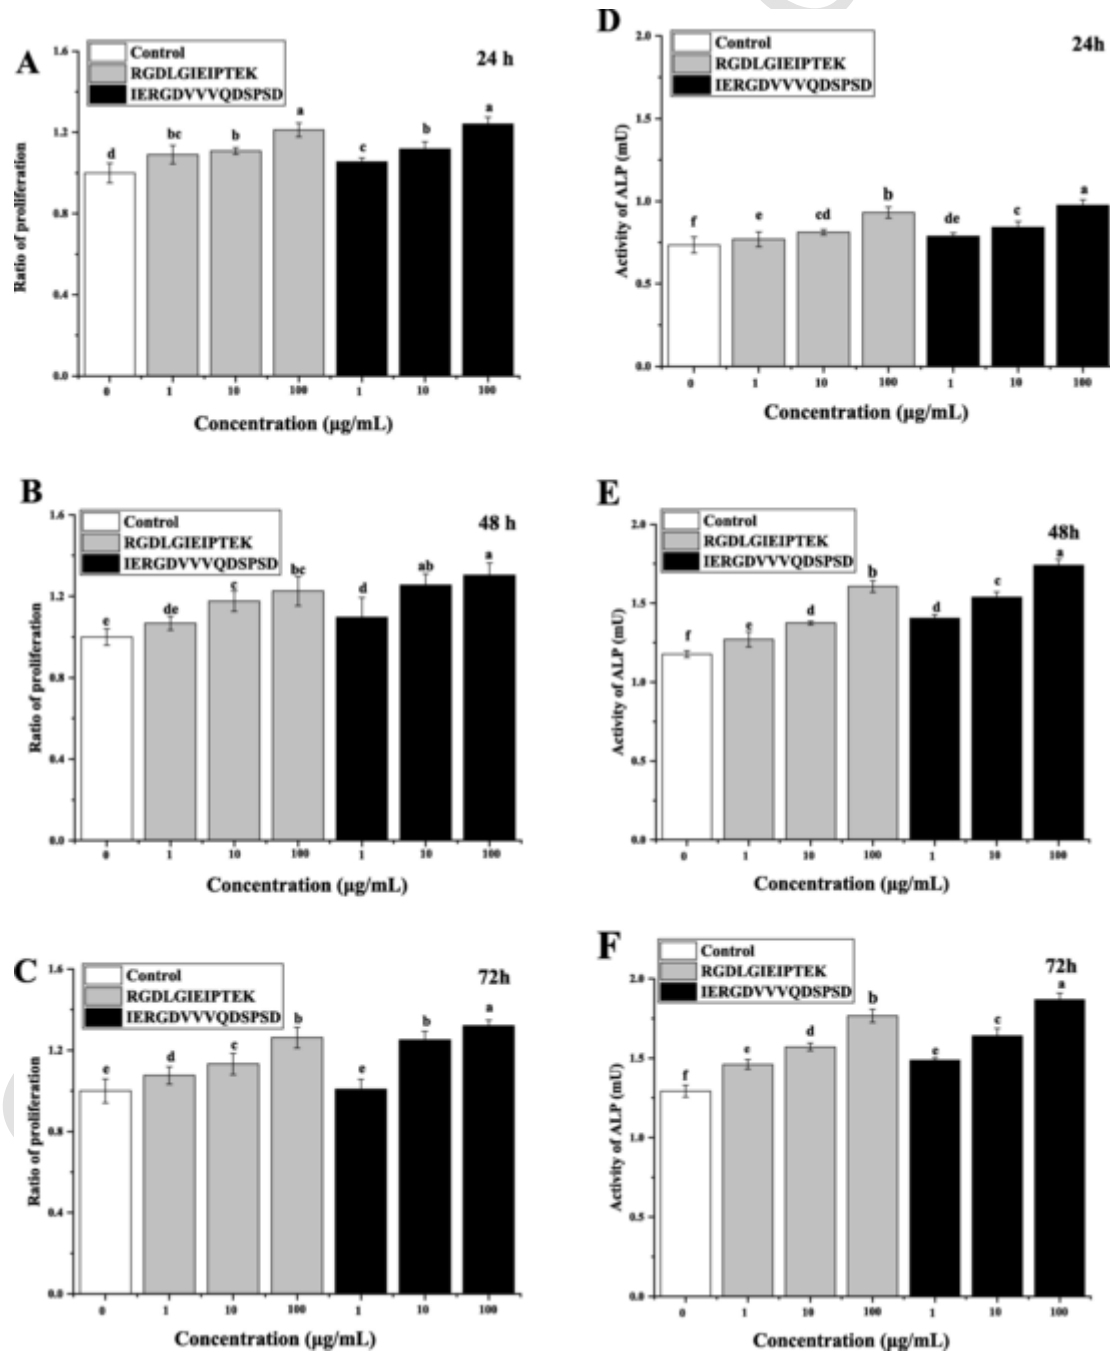 A
24 h
Control
RGDLGIEIPTEK
IERGDVVVQDSPSD
Ratio of proliferation
1.6
1.2
0.8
0.4
0.0
d
bc
b
a
c
b
a
0
1
10
100
1
10
100
Concentration (µg/mL)
D
24h
Control
RGDLGIEIPTEK
IERGDVVVQDSPSD
Activity of ALP (mU)
2.0
1.5
1.0
0.5
0.0
f
e
cd
b
de
c
a
0
1
10
100
1
10
100
Concentration (µg/mL)
B
48 h
Control
RGDLGIEIPTEK
IERGDVVVQDSPSD
Ratio of proliferation
1.6
1.2
0.8
0.4
0.0
e
de
c
bc
d
ab
a
0
1
10
100
1
10
100
Concentration (µg/mL)
E
48h
Control
RGDLGIEIPTEK
IERGDVVVQDSPSD
Activity of ALP (mU)
2.0
1.5
1.0
0.5
0.0
f
e
d
b
d
c
a
0
1
10
100
1
10
100
Concentration (µg/mL)
C
72h
Control
RGDLGIEIPTEK
IERGDVVVQDSPSD
Ratio of proliferation
1.6
1.2
0.8
0.4
0.0
e
d
c
b
e
b
a
0
1
10
100
1
10
100
Concentration (µg/mL)
F
72h
Control
RGDLGIEIPTEK
IERGDVVVQDSPSD
Activity of ALP (mU)
2.0
1.5
1.0
0.5
0.0
f
e
d
b
e
c
a
0
1
10
100
1
10
100
Concentration (µg/mL)